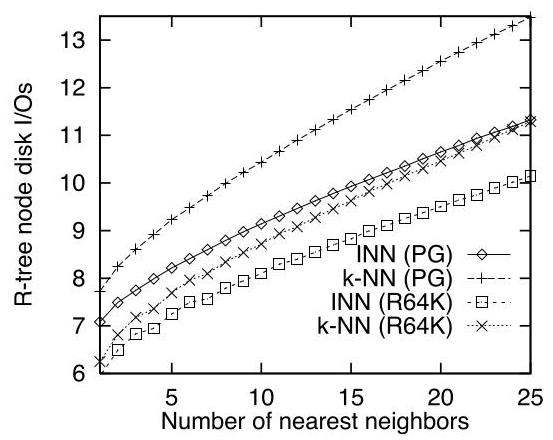 13
12
11
10
9
8
7
6
R-tree node disk I/Os
INN (PG)
k-NN (PG)
INN (R64K)
k-NN (R64K)
5 10 15 20 25
Number of nearest neighbors